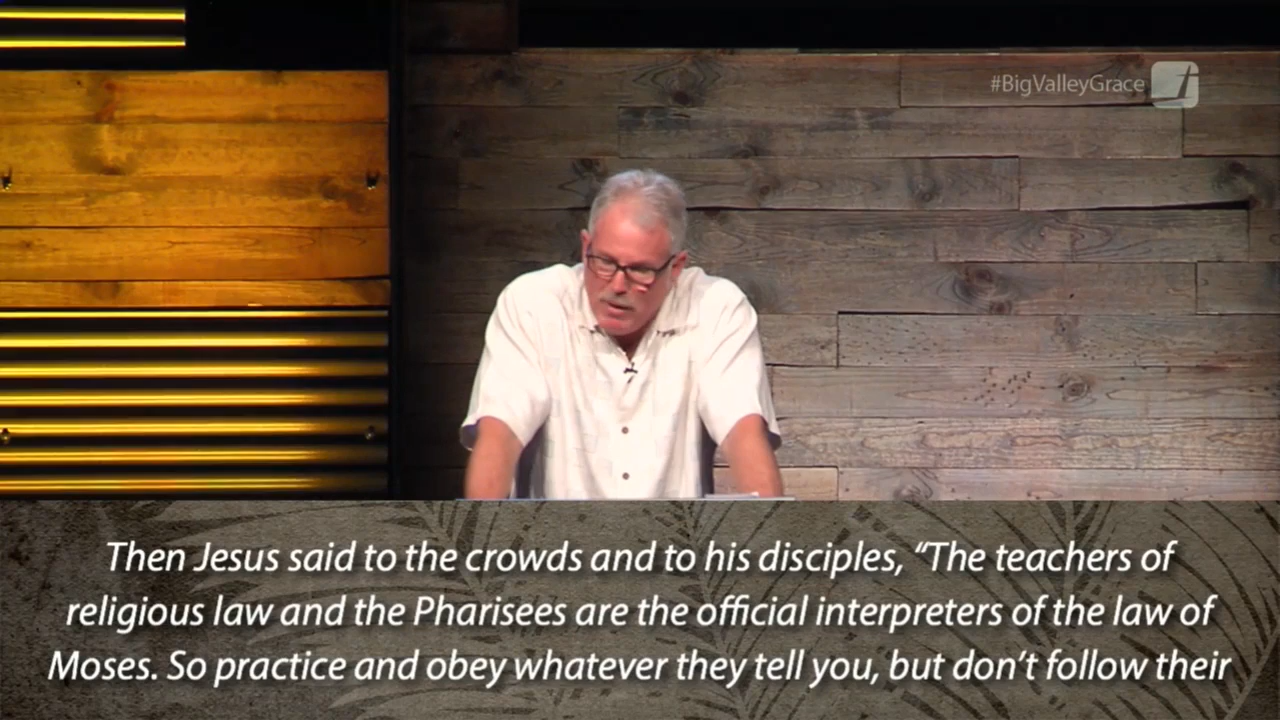 #BigValleyGrace
Then Jesus said to the crowds and to his disciples, “The teachers of
religious law and the Pharisees are the official interpreters of the law of
Moses. So practice and obey whatever they tell you, but don’t follow their